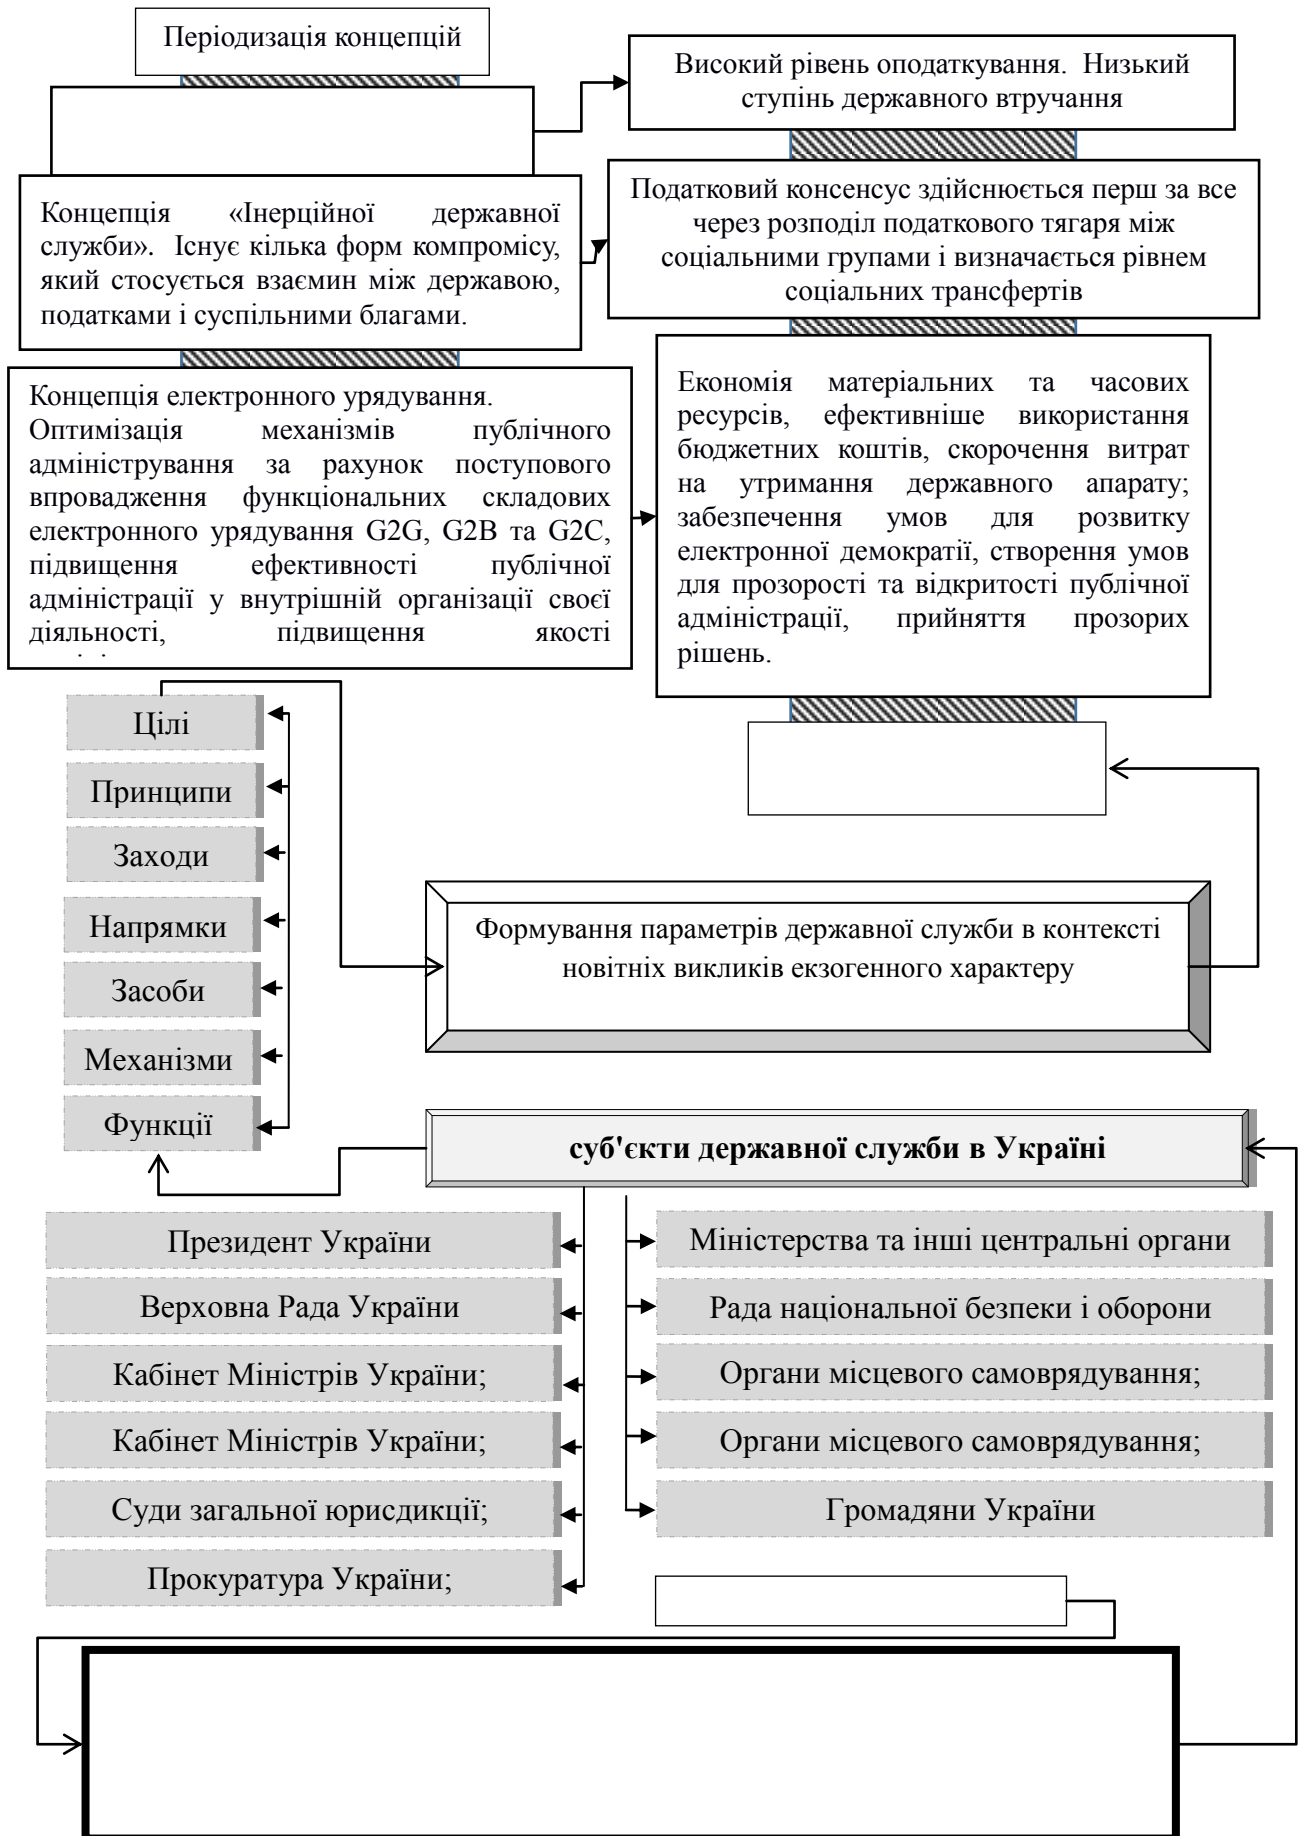 Періодизація концепцій
Високий рівень оподаткування. Низький
ступінь державного втручання
Концепція «Інерційної державної
служби». Існує кілька форм компромісу,
який стосується взаємин між державою,
податками і суспільними благами.
Податковий консенсус здійснюється перш за все
через розподіл податкового тягаря між
соціальними групами і визначається рівнем
соціальних трансфертів
Концепція електронного урядування.
Оптимізація механізмів публічного
адміністрування за рахунок поступового
впровадження функціональних складових
електронного урядування G2G, G2B та G2C,
підвищення ефективності публічної
адміністрації у внутрішній організації своєї
діяльності, підвищення якості
Економія матеріальних та часових
ресурсів, ефективніше використання
бюджетних коштів, скорочення витрат
на утримання державного апарату;
забезпечення умов для розвитку
електронної демократії, створення умов
для прозорості та відкритості публічної
адміністрації, прийняття прозорих
рішень.
Цілі
Принципи
Заходи
Напрямки
Засоби
Механізми
Функції
Формування параметрів державної служби в контексті
новітніх викликів екзогенного характеру
суб'єкти державної служби в Україні
Президент України
Верховна Рада України
Кабінет Міністрів України;
Кабінет Міністрів України;
Суди загальної юрисдикції;
Прокуратура України;
Міністерства та інші центральні органи
Рада національної безпеки і оборони
Органи місцевого самоврядування;
Органи місцевого самоврядування;
Громадяни України